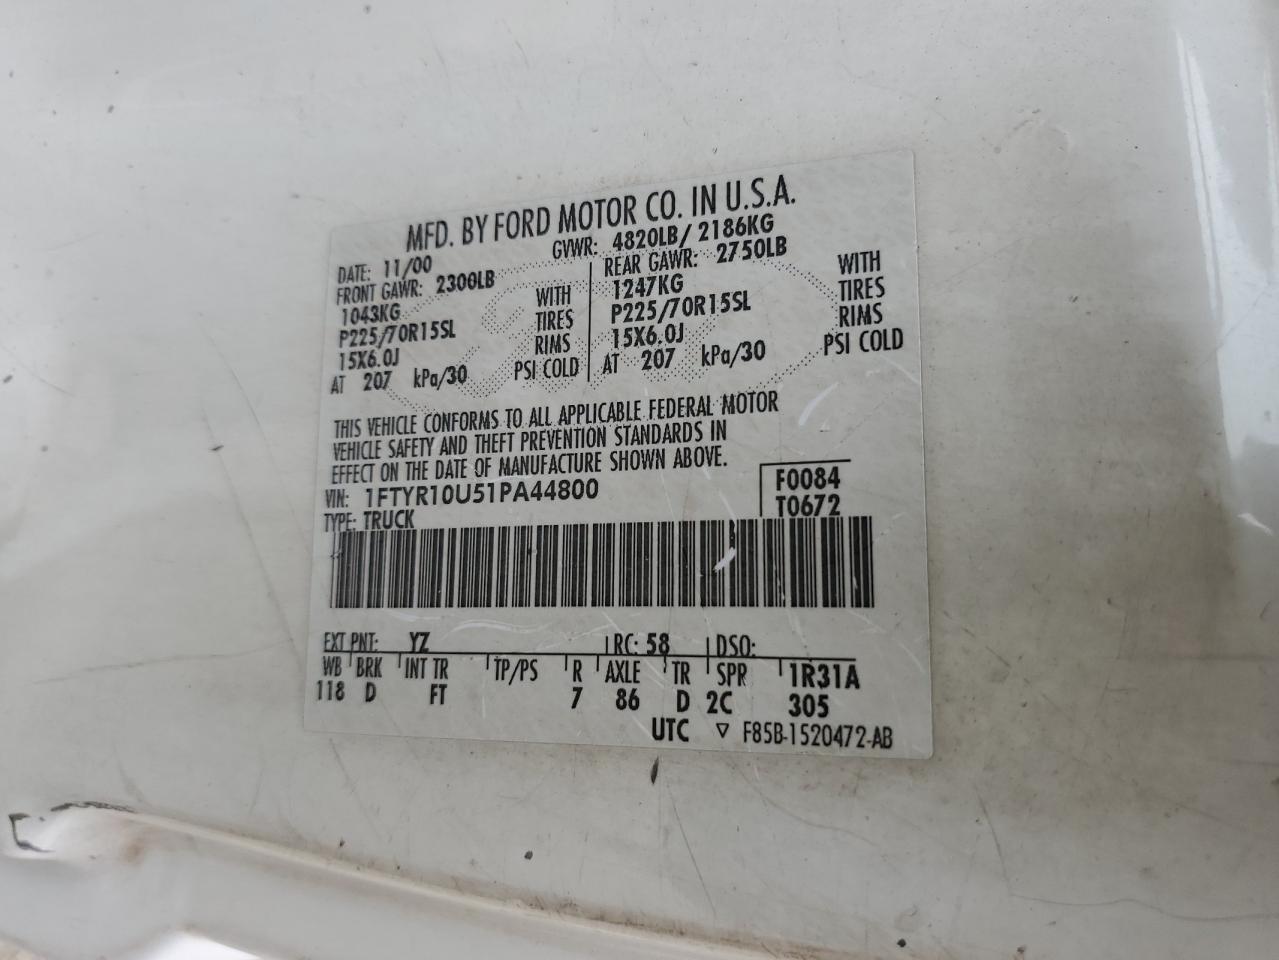 MFD. BY FORD MOTOR CO. IN U.S.A.
DATE: 11/00 GVWR: 4820LB/ 2186KG
FRONT GAWR: 2300LB REAR GAWR: 2750LB
1043KG WITH 1247KG WITH
P225/70R15SL TIRES P225/70R15SL TIRES
15X6.0J RIMS 15X6.0J RIMS
AT 207 kPa/30 PSI COLD AT 207 kPa/30 PSI COLD
THIS VEHICLE CONFORMS TO ALL APPLICABLE FEDERAL MOTOR
VEHICLE SAFETY AND THEFT PREVENTION STANDARDS IN
EFFECT ON THE DATE OF MANUFACTURE SHOWN ABOVE.
VIN: 1FTYR10U51PA44800 F0084
TYPE: TRUCK T0672
EXT PNT: YZ RC: 58 DSO:
WB BRK INT TR TP/PS R AXLE TR SPR 1R31A
118 D FT 7 86 D 2C 305
UTC ▽ F85B-1520472-AB